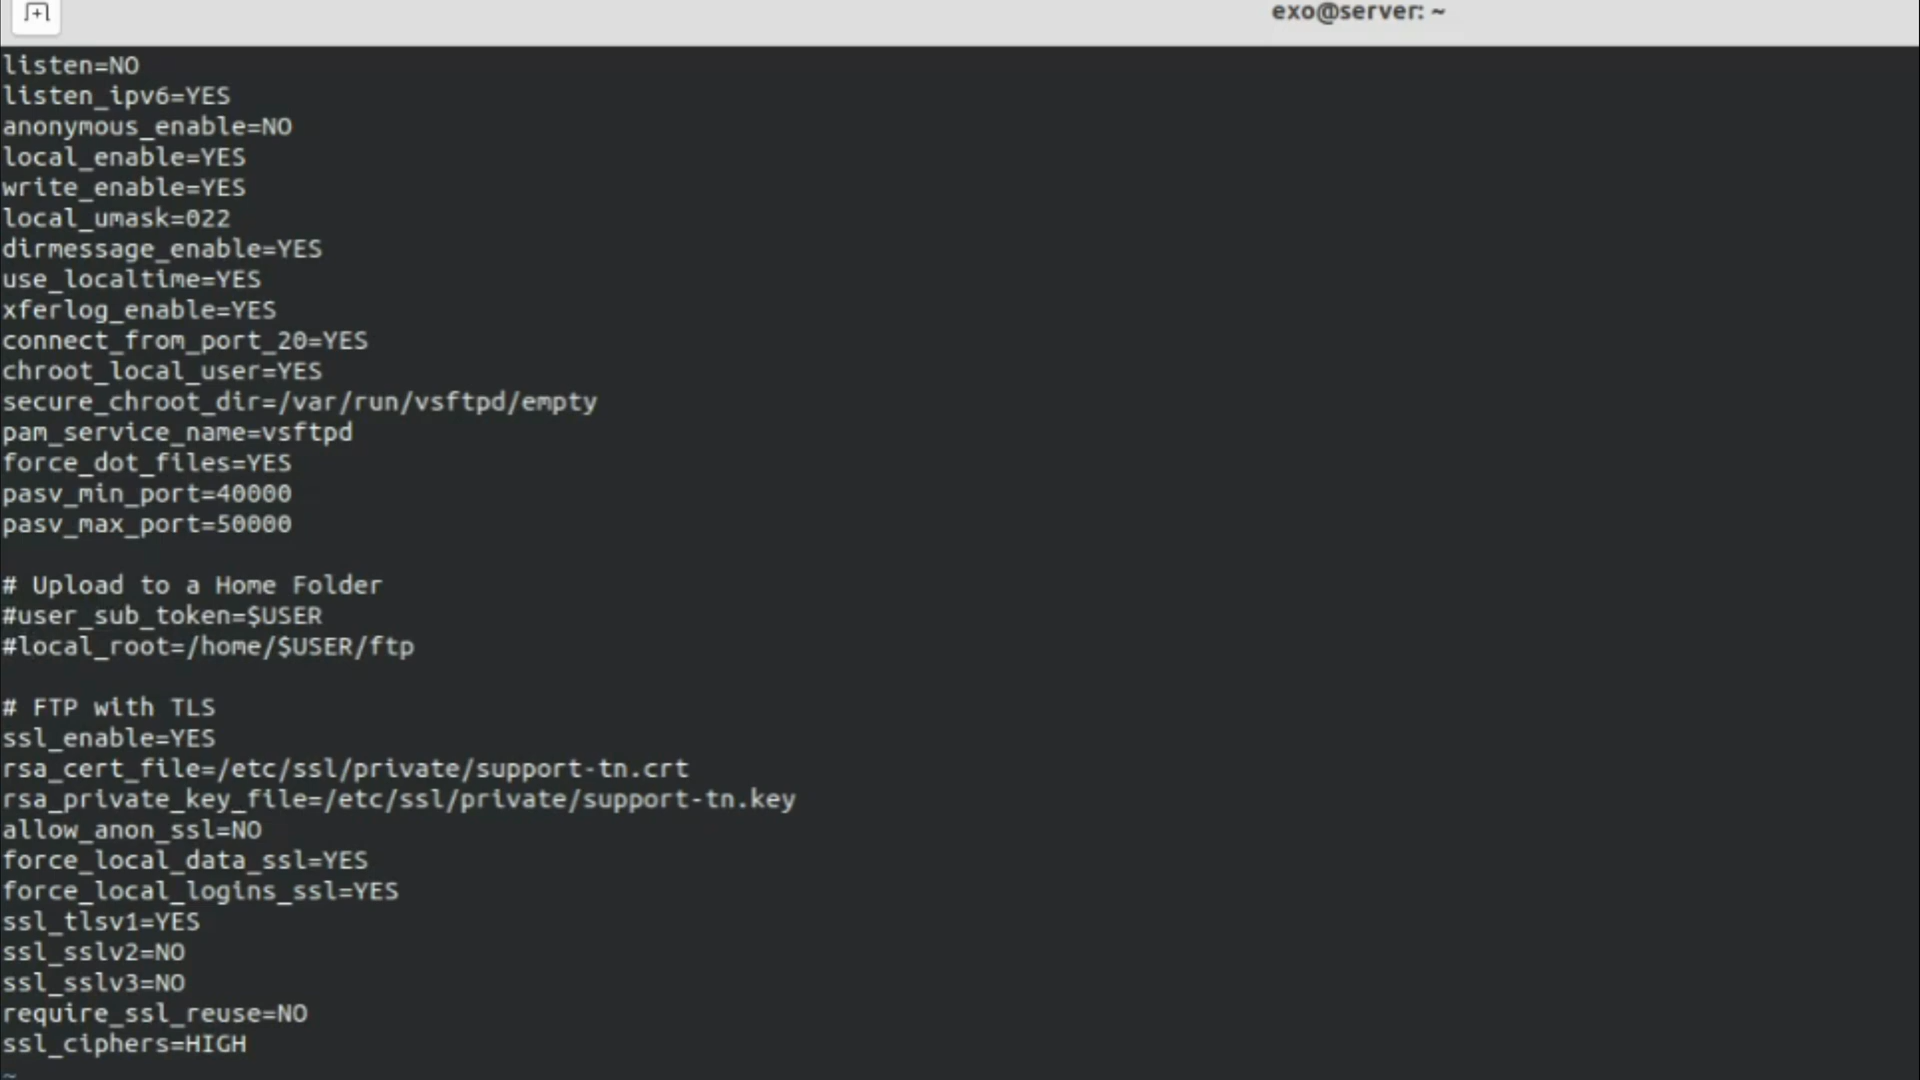 exo@server: ~
listen=NO
listen_ipv6=YES
anonymous_enable=NO
local_enable=YES
write_enable=YES
local_umask=022
dirmessage_enable=YES
use_localtime=YES
xferlog_enable=YES
connect_from_port_20=YES
chroot_local_user=YES
secure_chroot_dir=/var/run/vsftpd/empty
pam_service_name=vsftpd
force_dot_files=YES
pasv_min_port=40000
pasv_max_port=50000
# Upload to a Home Folder
#user_sub_token=$USER
#local_root=/home/$USER/ftp
# FTP with TLS
ssl_enable=YES
rsa_cert_file=/etc/ssl/private/support-tn.crt
rsa_private_key_file=/etc/ssl/private/support-tn.key
allow_anon_ssl=NO
force_local_data_ssl=YES
force_local_logins_ssl=YES
ssl_tlsv1=YES
ssl_sslv2=NO
ssl_sslv3=NO
require_ssl_reuse=NO
ssl_ciphers=HIGH
~